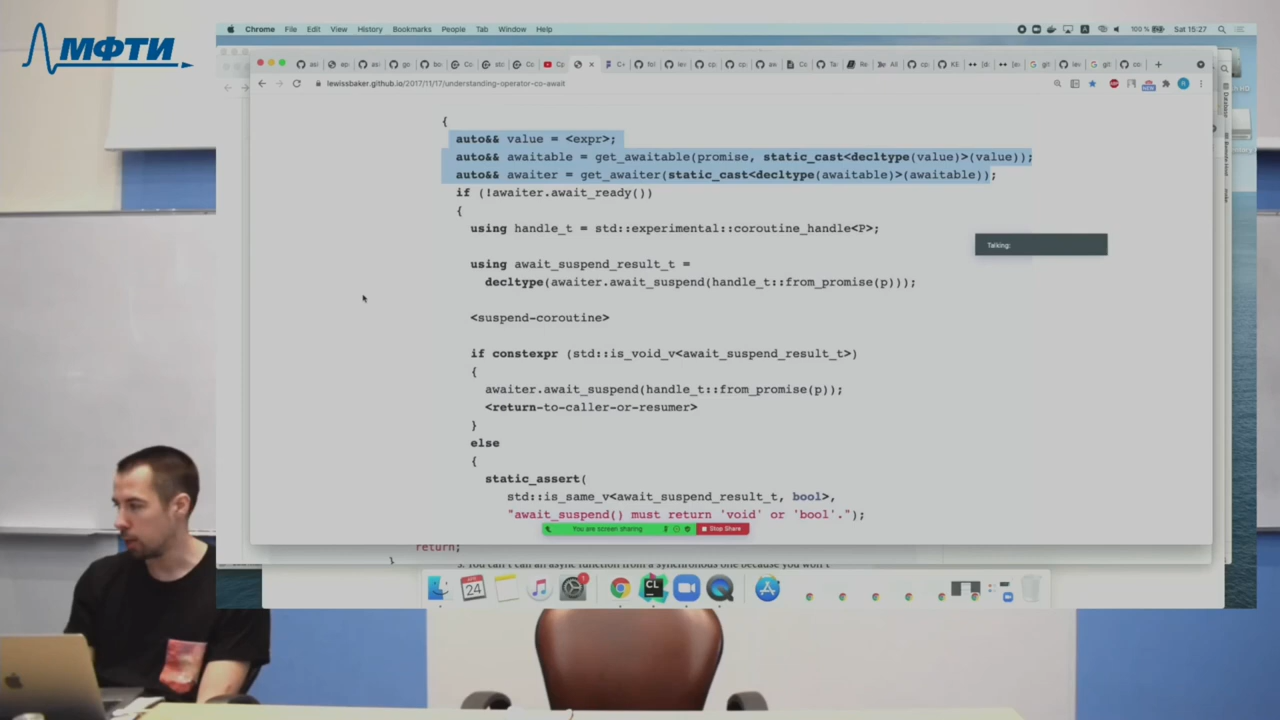 МФТИ
Chrome File Edit View History Bookmarks People Tab Window Help
100 % Sat 15:27
lewissbaker.github.io/2017/11/17/understanding-operator-co-await
{
auto&& value = <expr>;
auto&& awaitable = get_awaitable(promise, static_cast<decltype(value)>(value));
auto&& awaiter = get_awaiter(static_cast<decltype(awaitable)>(awaitable));
if (!awaiter.await_ready())
{
using handle_t = std::experimental::coroutine_handle<P>;
Talking:
using await_suspend_result_t =
decltype(awaiter.await_suspend(handle_t::from_promise(p)));
<suspend-coroutine>
if constexpr (std::is_void_v<await_suspend_result_t>)
{
awaiter.await_suspend(handle_t::from_promise(p));
<return-to-caller-or-resumer>
}
else
{
static_assert(
std::is_same_v<await_suspend_result_t, bool>,
"await_suspend() must return 'void' or 'bool'.");
You are screen sharing Stop Share
return;
}
24
CL